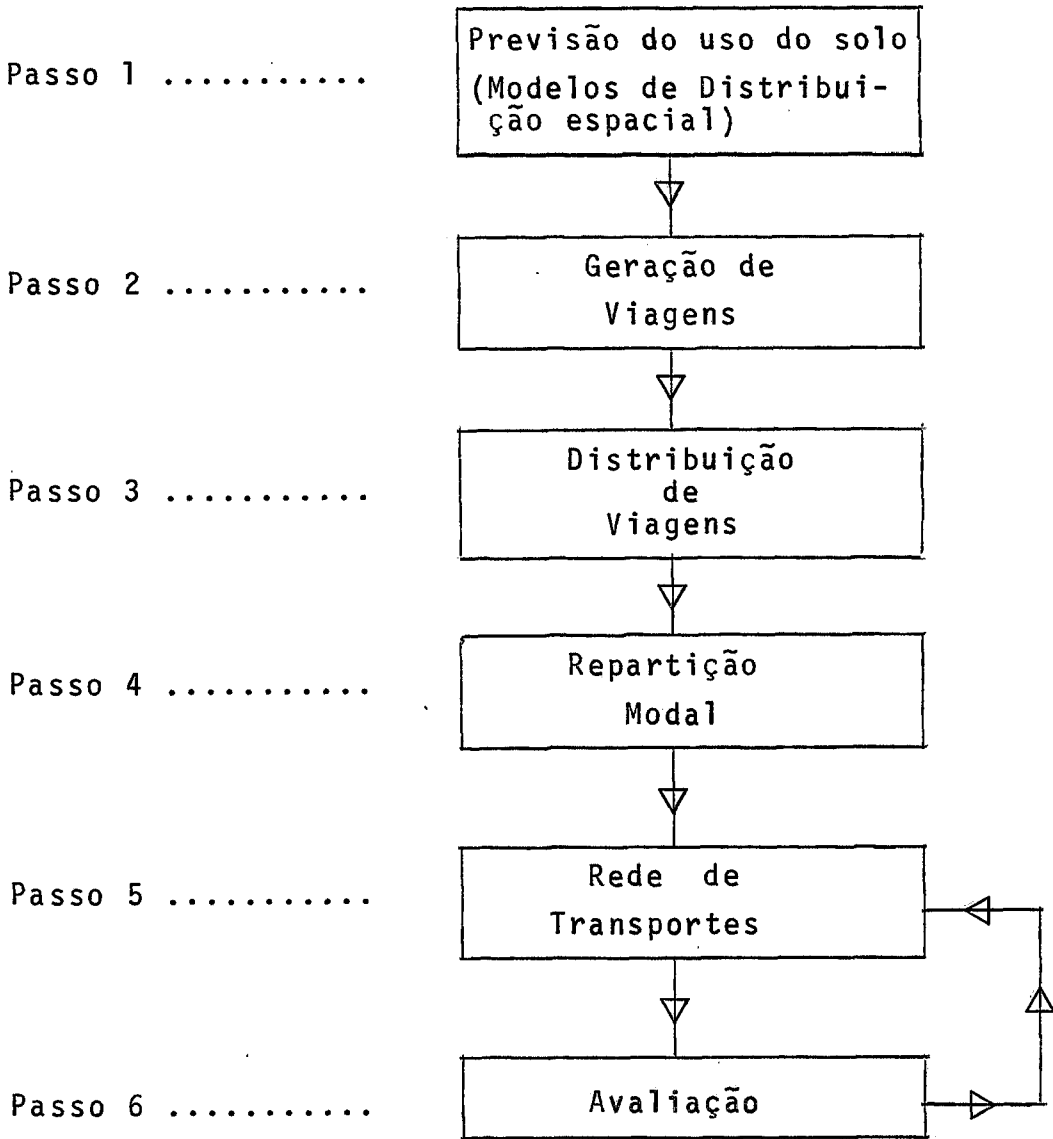 Passo 1 ...........
Previsão do uso do solo
(Modelos de Distribui-
ção espacial)
Passo 2 ...........
Geração de
Viagens
Passo 3 ...........
Distribuição
de
Viagens
Passo 4 ...........
Repartição
Modal
Passo 5 ...........
Rede de
Transportes
Passo 6 ...........
Avaliação